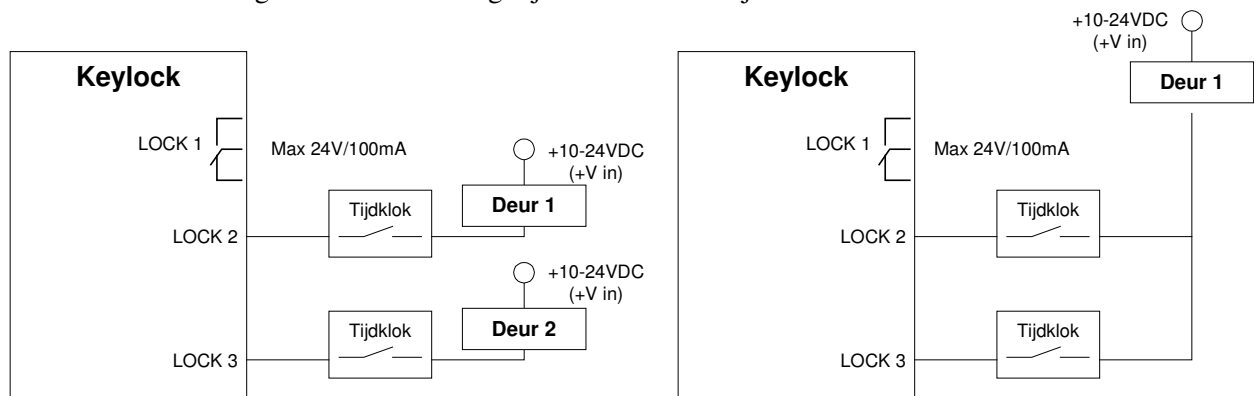 Keylock
LOCK 1
Max 24V/100mA
+10-24VDC
(+V in)
Deur 1
Tijdklok
LOCK 2
+10-24VDC
(+V in)
Deur 2
Tijdklok
LOCK 3
+10-24VDC
(+V in)
Deur 1
Keylock
LOCK 1
Max 24V/100mA
Tijdklok
LOCK 2
Tijdklok
LOCK 3